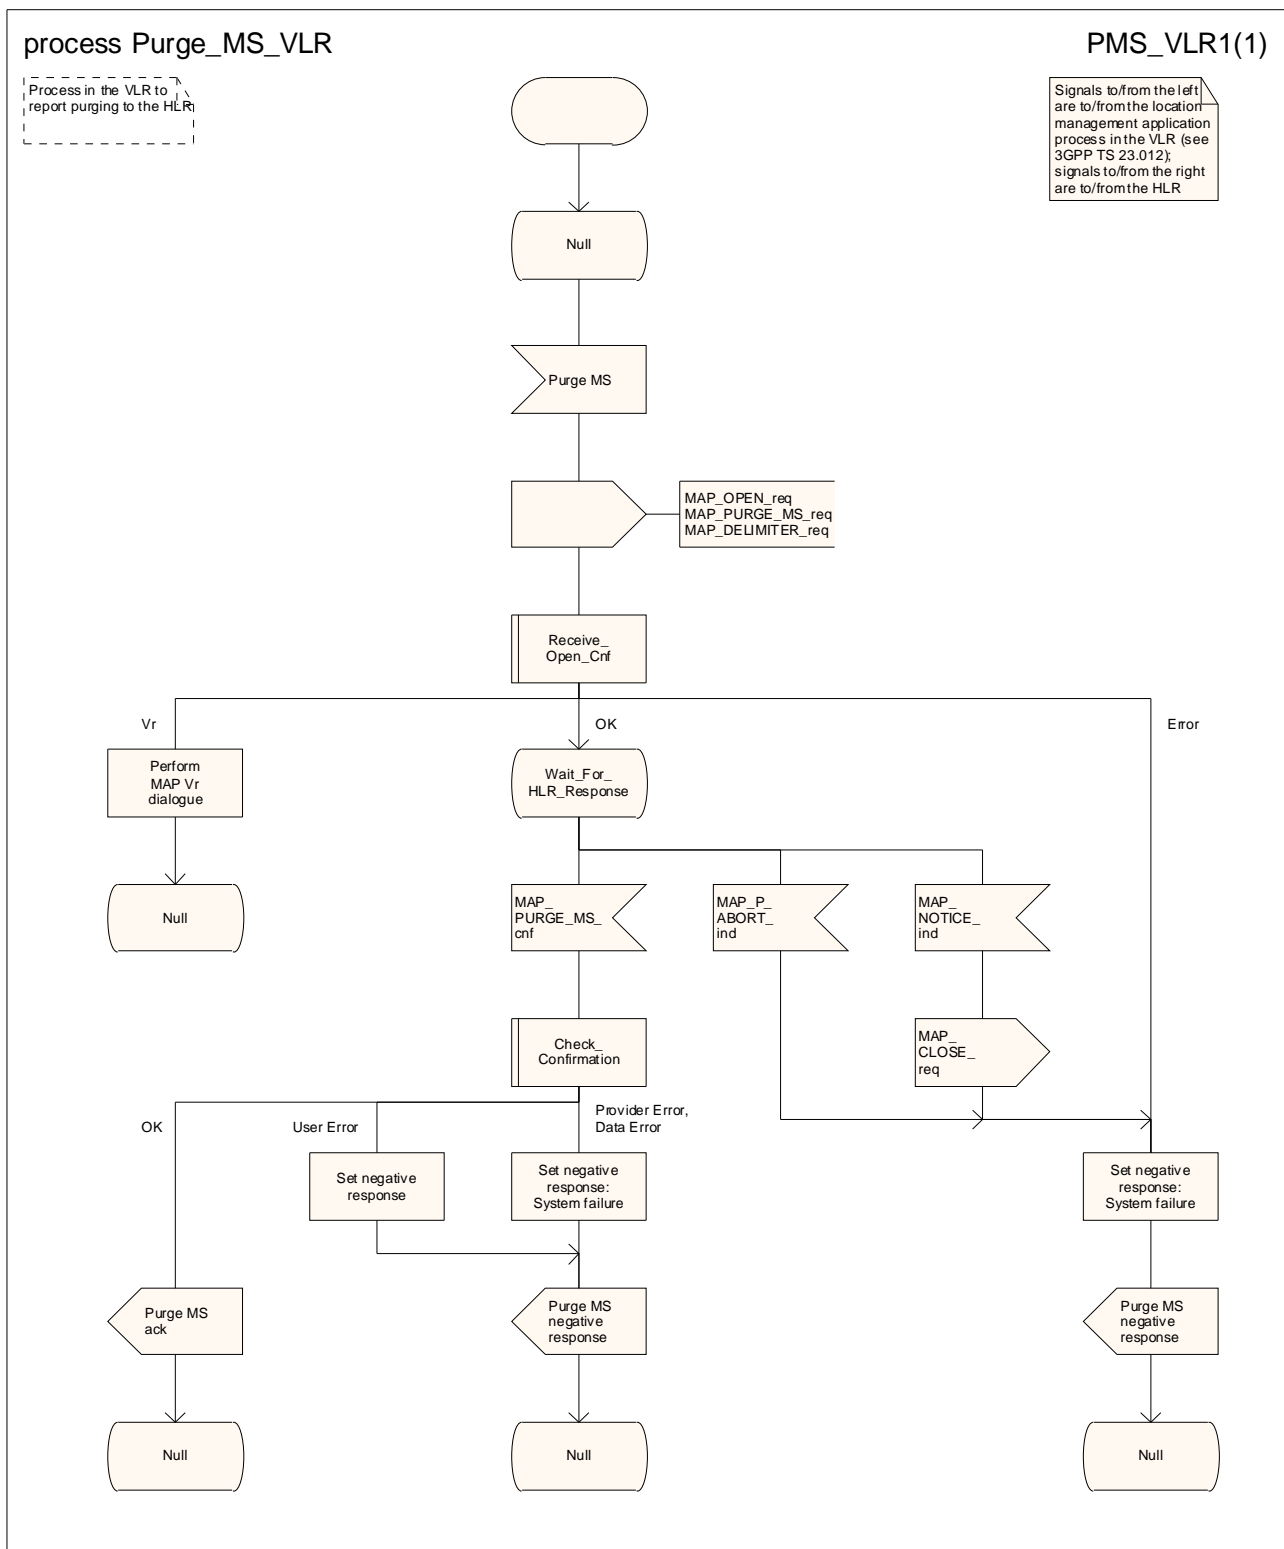 process Purge_MS_VLR
PMS_VLR1(1)
Process in the VLR to
report purging to the HLR
Signals to/from the left
are to/from the location
management application
process in the VLR (see
3GPP TS 23.012);
signals to/from the right
are to/from the HLR
Null
Purge MS
MAP_OPEN_req
MAP_PURGE_MS_req
MAP_DELIMITER_req
Receive_
Open_Cnf
Vr
OK
Error
Perform
MAP Vr
dialogue
Wait_For_
HLR_Response
Null
MAP_
PURGE_MS_
cnf
MAP_P_
ABORT_
ind
MAP_
NOTICE_
ind
Check_
Confirmation
MAP_
CLOSE_
req
OK
User Error
Provider Error,
Data Error
Set negative
response
Set negative
response:
System failure
Set negative
response:
System failure
Purge MS
ack
Purge MS
negative
response
Purge MS
negative
response
Null
Null
Null